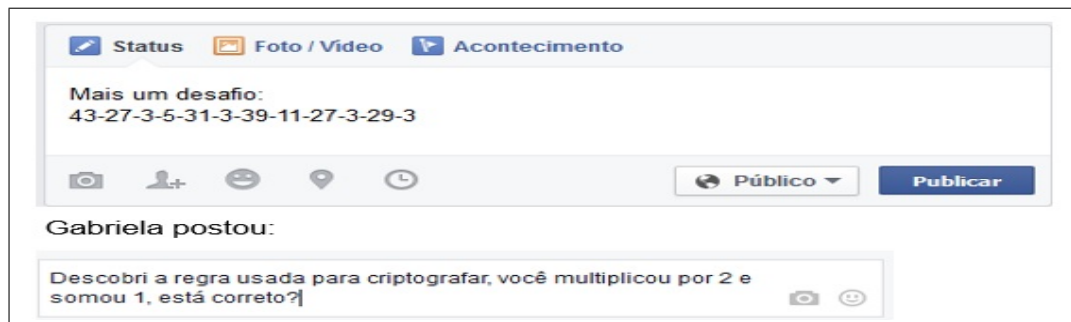 Status Foto / Vídeo Acontecimento
Mais um desafio:
43-27-3-5-31-3-39-11-27-3-29-3
Público Publicar
Gabriela postou:
Descobri a regra usada para criptografar, você multiplicou por 2 e
somou 1, está correto?